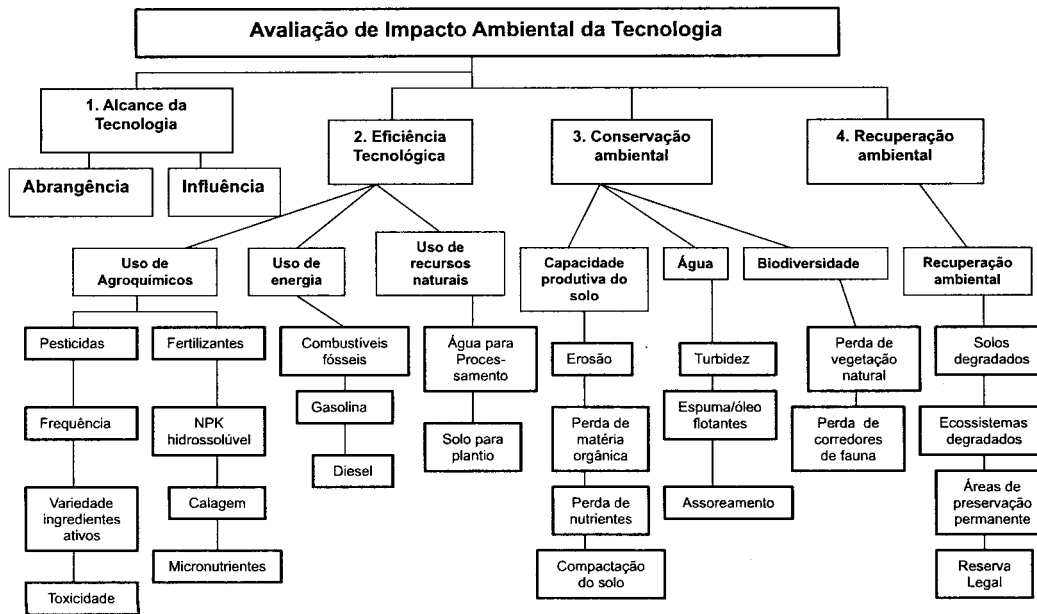 Avaliação de Impacto Ambiental da Tecnologia
1. Alcance da
Tecnologia
Abrangência
Influência
2. Eficiência
Tecnológica
3. Conservação
ambiental
4. Recuperação
ambiental
Uso de
Agroquímicos
Uso de
energia
Uso de
recursos
naturais
Capacidade
produtiva do
solo
Água
Biodiversidade
Recuperação
ambiental
Pesticidas
Frequência
Variedade
ingredientes
ativos
Toxicidade
Fertilizantes
NPK
hidrossolúvel
Calagem
Micronutrientes
Combustíveis
fósseis
Gasolina
Diesel
Água para
Proces-
samento
Solo para
plantio
Erosão
Perda de
matéria
orgânica
Perda de
nutrientes
Compactação
do solo
Turbidez
Espuma/óleo
flotantes
Assoreamento
Perda de
vegetação
natural
Perda de
corredores
de fauna
Solos
degradados
Ecossistemas
degradados
Áreas de
preservação
permanente
Reserva
Legal